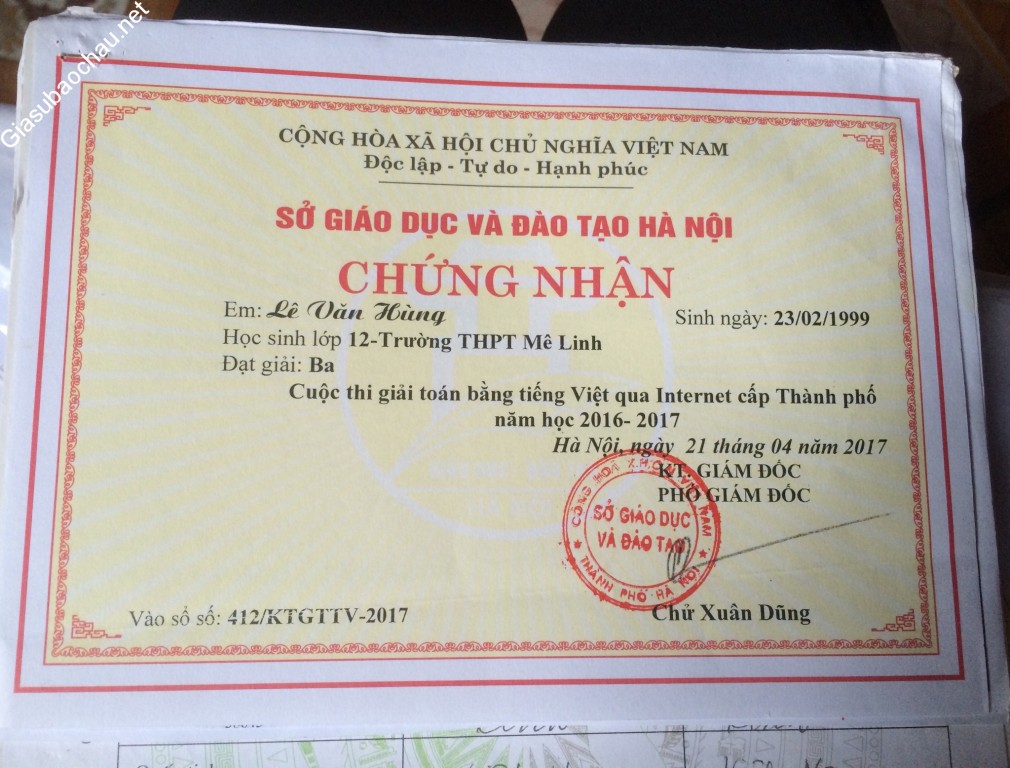 Giasubaochau.net
CỘNG HÒA XÃ HỘI CHỦ NGHĨA VIỆT NAM
Độc lập - Tự do - Hạnh phúc
SỞ GIÁO DỤC VÀ ĐÀO TẠO HÀ NỘI
CHỨNG NHẬN
Em: Lê Văn Hùng Sinh ngày: 23/02/1999
Học sinh lớp 12-Trường THPT Mê Linh
Đạt giải: Ba
Cuộc thi giải toán bằng tiếng Việt qua Internet cấp Thành phố
năm học 2016- 2017
Hà Nội, ngày 21 tháng 04 năm 2017
KT. GIÁM ĐỐC
PHÓ GIÁM ĐỐC
CỘNG HOA X.H.C.N VIỆT NAM
SỞ GIÁO DỤC
VÀ ĐÀO TẠO
THÀNH PHỐ HÀ NỘI
Vào sổ số: 412/KTGTTV-2017 Chử Xuân Dũng